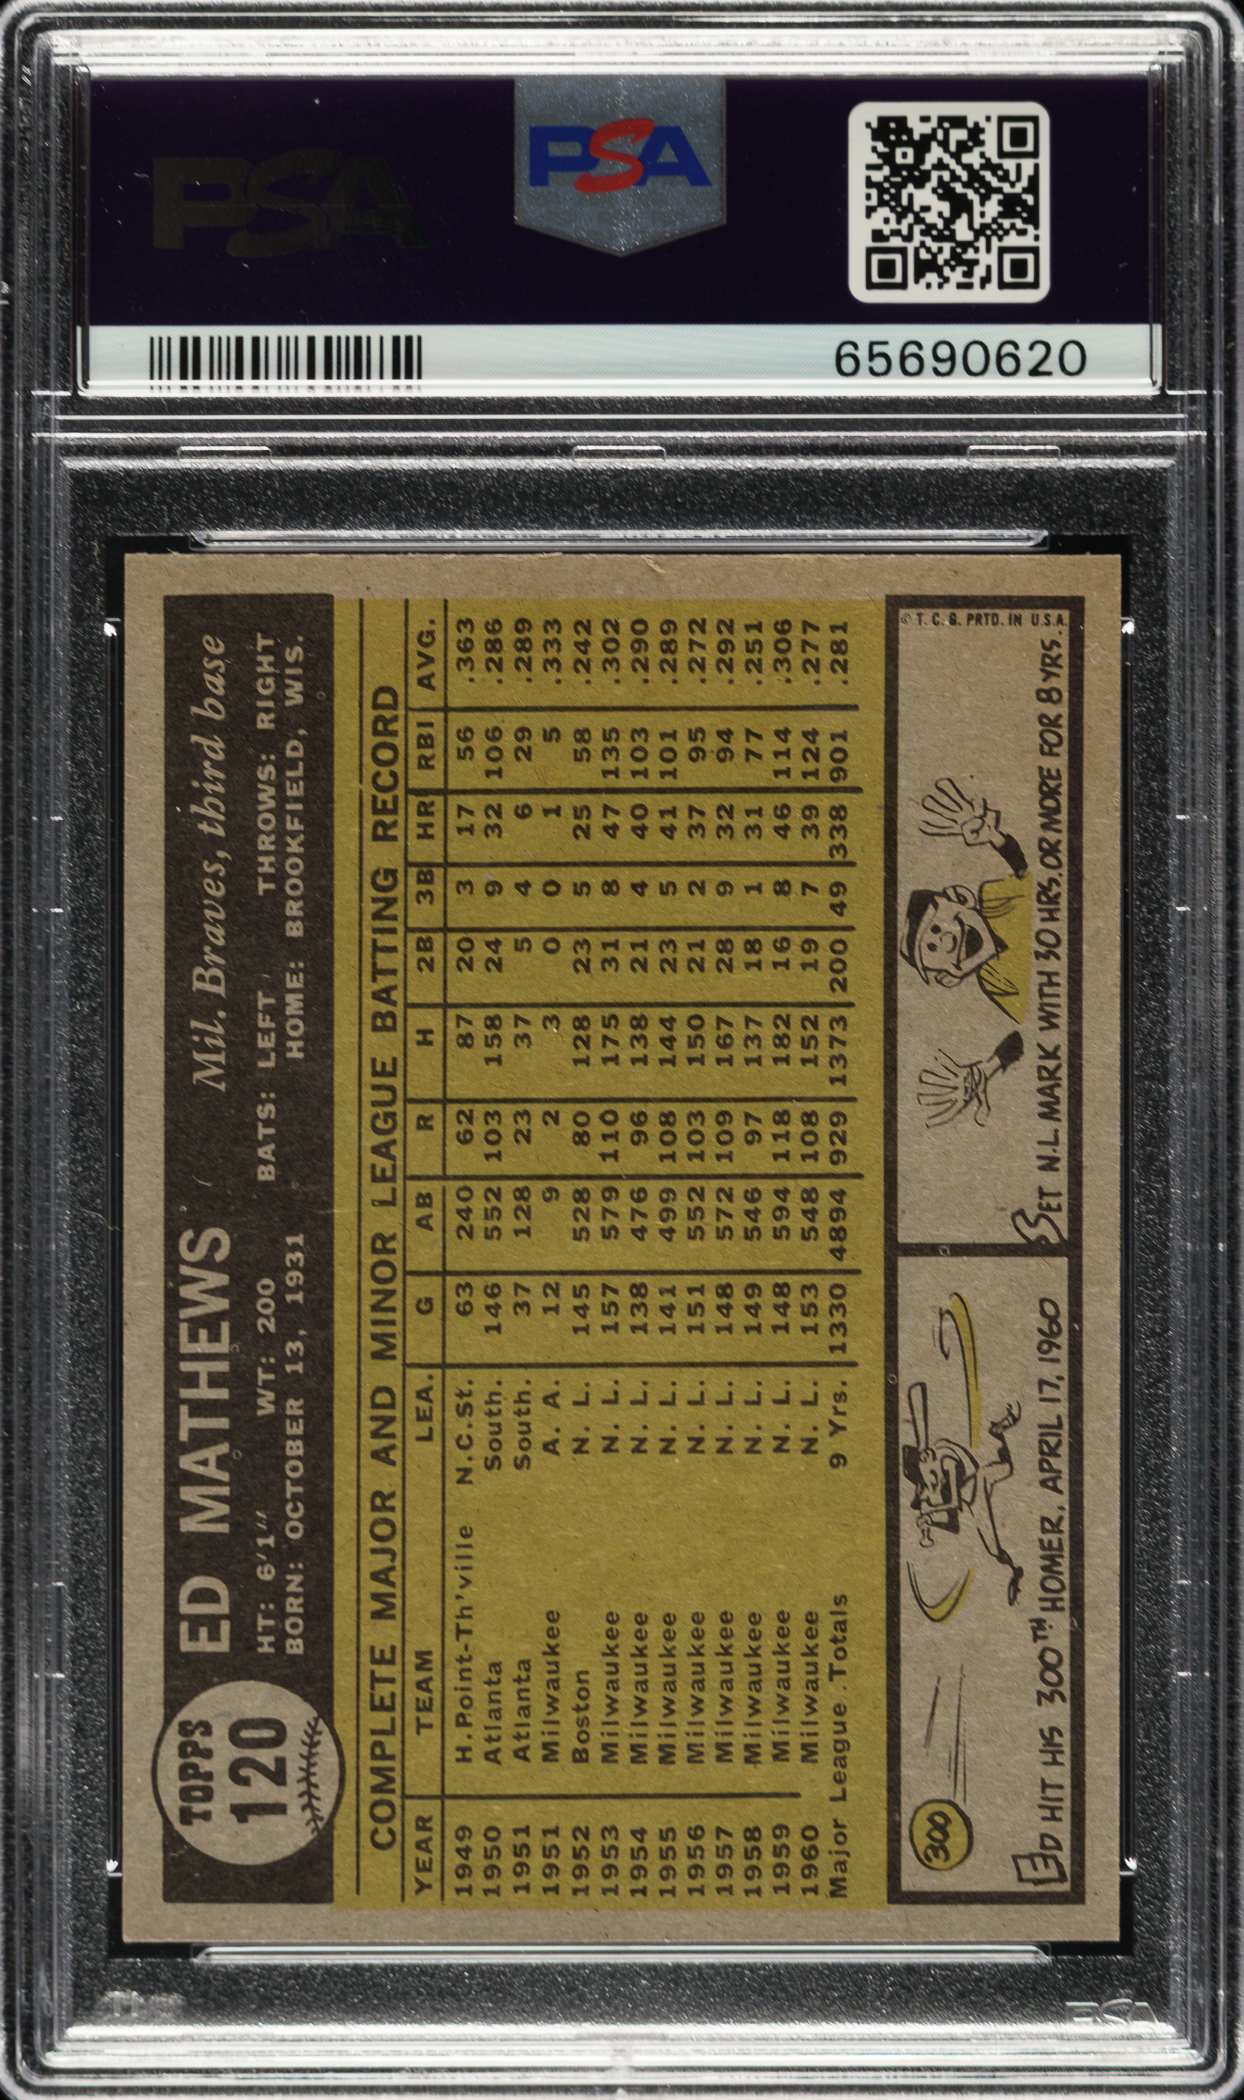 PSA
PSA
65690620
TOPPS
120
ED MATHEWS
Mil. Braves, third base
HT: 6'1" WT: 200 BATS: LEFT THROWS: RIGHT
BORN: OCTOBER 13, 1931 HOME: BROOKFIELD, WIS.
COMPLETE MAJOR AND MINOR LEAGUE BATTING RECORD
YEAR TEAM LEA. G AB R H 2B 3B HR RBI AVG.
1949 H.Point-Th'ville N.C.St. 63 240 62 87 20 3 17 56 .363
1950 Atlanta South. 146 552 103 158 24 9 32 106 .286
1951 Atlanta South. 37 128 23 37 5 4 6 29 .289
1951 Milwaukee A. A. 12 9 2 3 0 0 1 5 .333
1952 Boston N. L. 145 528 80 128 23 5 25 58 .242
1953 Milwaukee N. L. 157 579 110 175 31 8 47 135 .302
1954 Milwaukee N. L. 138 476 96 138 21 4 40 103 .290
1955 Milwaukee N. L. 141 499 108 144 23 5 41 101 .289
1956 Milwaukee N. L. 151 552 103 150 21 2 37 95 .272
1957 Milwaukee N. L. 148 572 109 167 28 9 32 94 .292
1958 Milwaukee N. L. 149 546 97 137 18 1 31 77 .251
1959 Milwaukee N. L. 148 594 118 182 16 8 46 114 .306
1960 Milwaukee N. L. 153 548 108 152 19 7 39 124 .277
Major League Totals 9 Yrs. 1330 4894 929 1373 200 49 338 901 .281
300
ED HIT HIS 300TH HOMER, APRIL 17, 1960
© T. C. G. PRTD. IN U.S.A.
SET N.L. MARK WITH 30 HRS. OR MORE FOR 8 YRS.
PSA